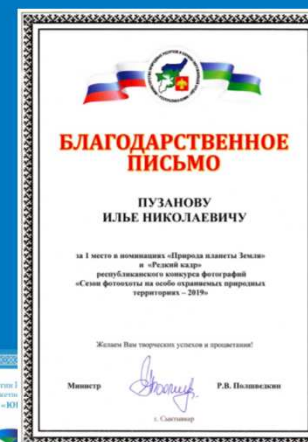 БЛАГОДАРСТВЕННОЕ
ПИСЬМО
ПУЗАНОВУ
ИЛЬЕ НИКОЛАЕВИЧУ
за 1 место в номинациях «Природа планеты Земля»
и «Редкий кадр»
республиканского конкурса фотографий
«Сезон фотоохоты на особо охраняемых природных
территориях – 2019»
Желаем Вам творческих успехов и процветания!
Министр Р.В. Полшведкин
г. Сыктывкар